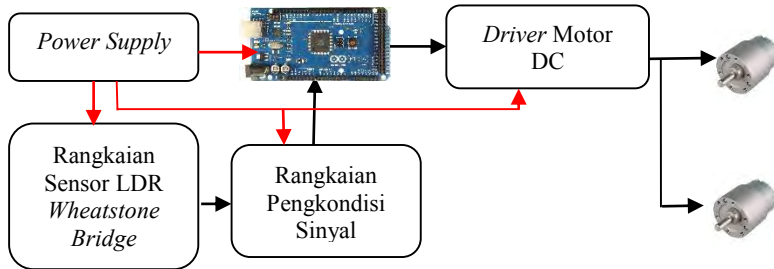 Power Supply
Driver Motor
DC
Rangkaian
Sensor LDR
Wheatstone
Bridge
Rangkaian
Pengkondisi
Sinyal